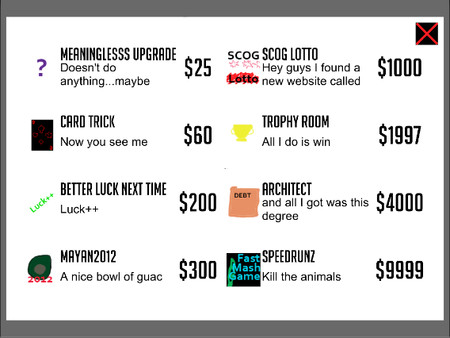 MEANINGLESSS UPGRADE
Doesn't do
anything...maybe
$25
?
CARD TRICK
Now you see me
$60
BETTER LUCK NEXT TIME
Luck++
$200
Luck++
MAYAN2012
A nice bowl of guac
$300
2012
SCOG LOTTO
Hey guys I found a
new website called
$1000
SCOG
Lotto
TROPHY ROOM
All I do is win
$1997
ARCHITECT
and all I got was this
degree
$4000
DEBT
SPEEDRUNZ
Kill the animals
$9999
Fast
Mash
Game